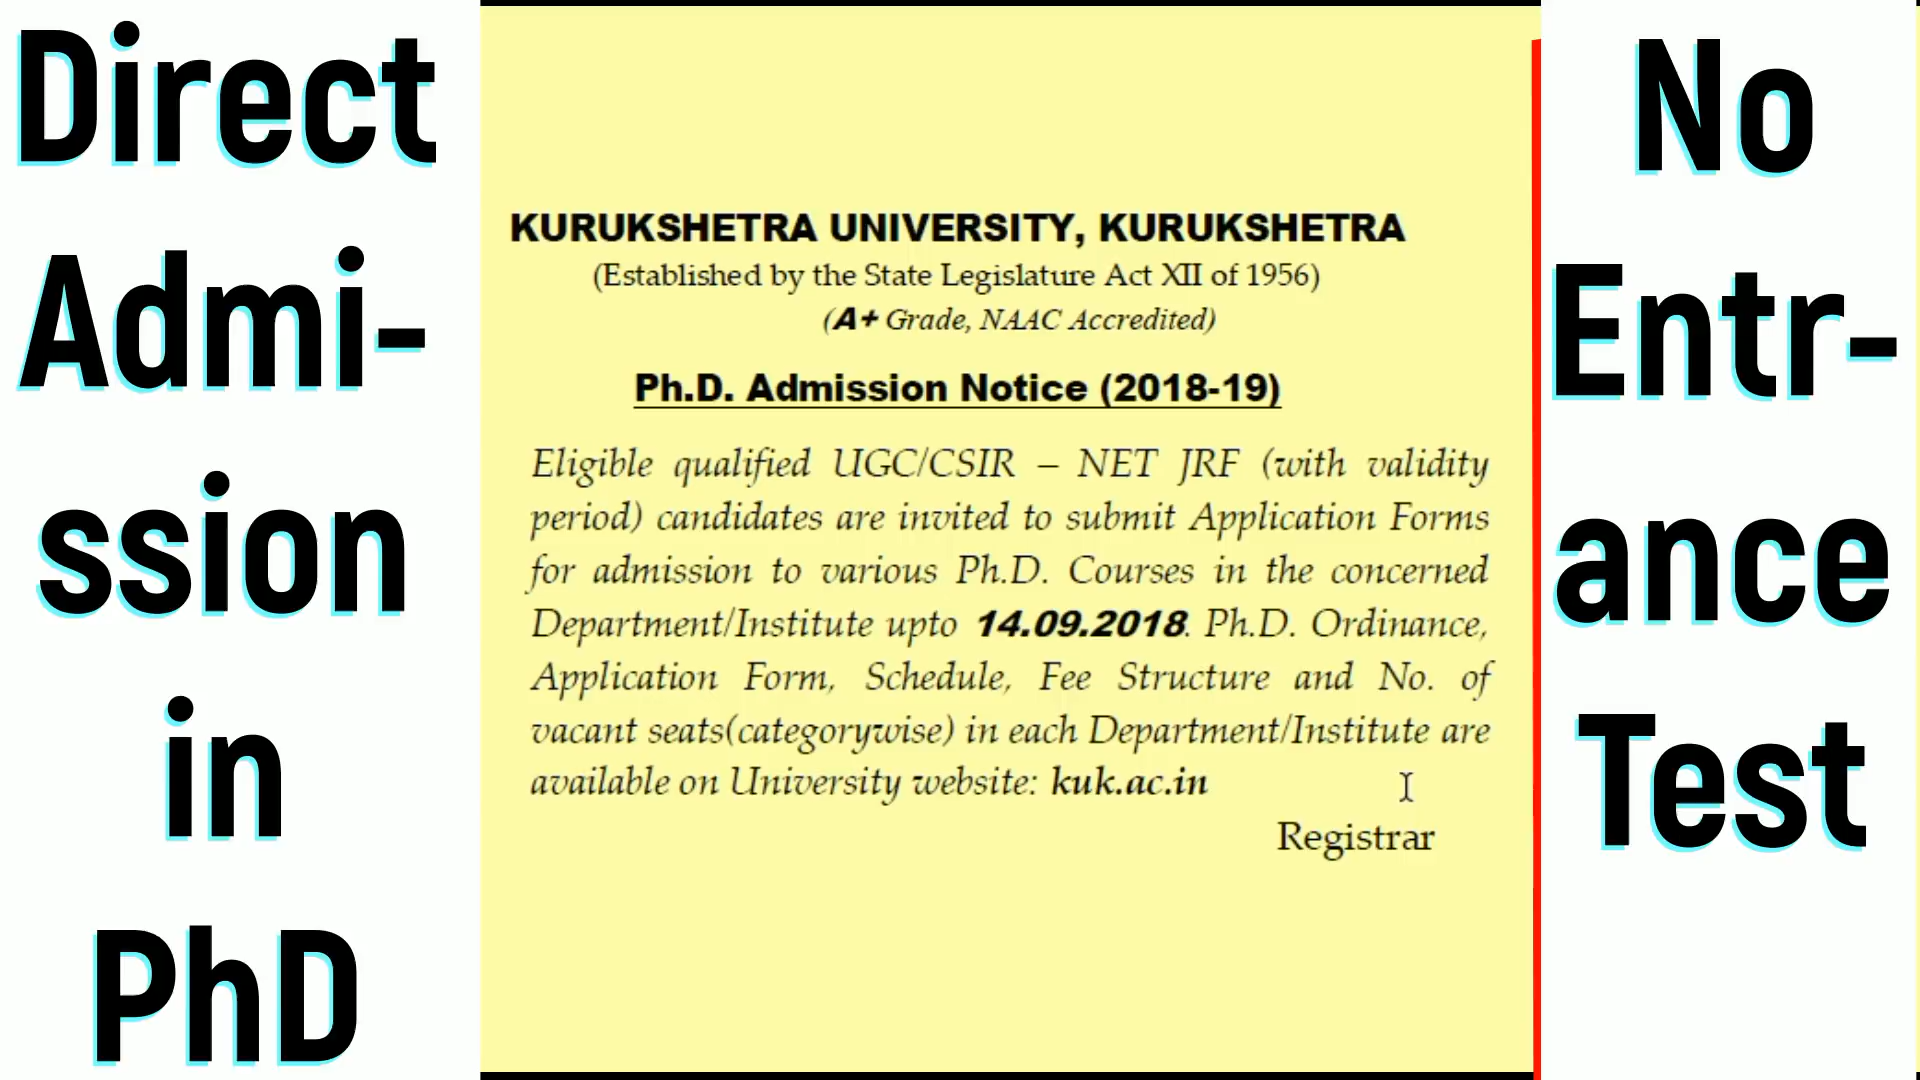 Direct
Admi-
ssion
in
PhD
KURUKSHETRA UNIVERSITY, KURUKSHETRA
(Established by the State Legislature Act XII of 1956)
(A+ Grade, NAAC Accredited)
Ph.D. Admission Notice (2018-19)
Eligible qualified UGC/CSIR – NET JRF (with validity
period) candidates are invited to submit Application Forms
for admission to various Ph.D. Courses in the concerned
Department/Institute upto 14.09.2018. Ph.D. Ordinance,
Application Form, Schedule, Fee Structure and No. of
vacant seats(categorywise) in each Department/Institute are
available on University website: kuk.ac.in
Registrar
No
Entr-
ance
Test